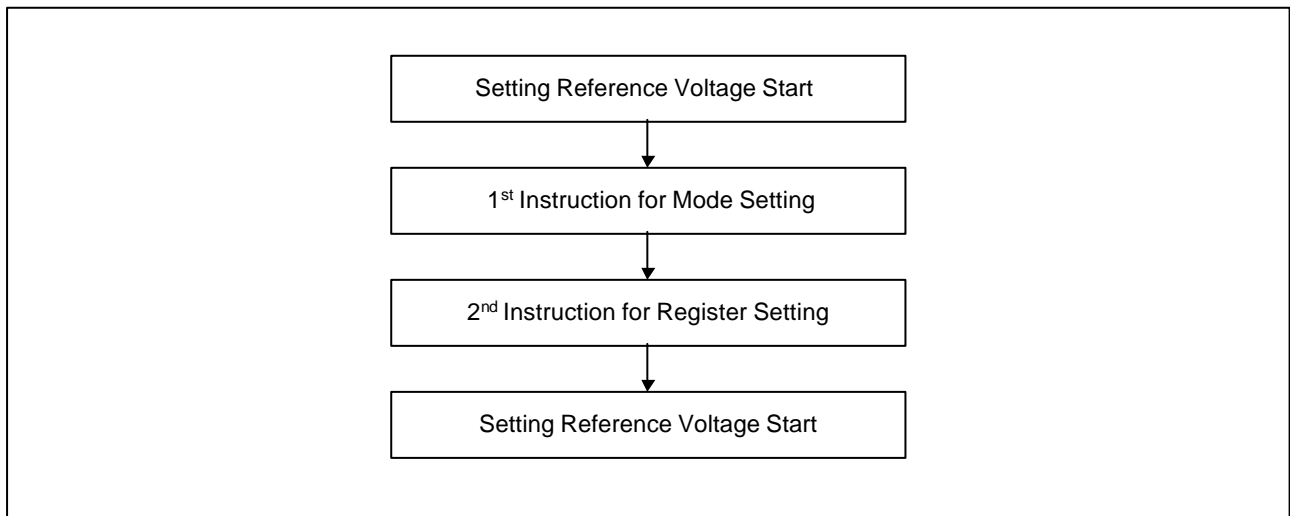 Setting Reference Voltage Start
1st Instruction for Mode Setting
2nd Instruction for Register Setting
Setting Reference Voltage Start